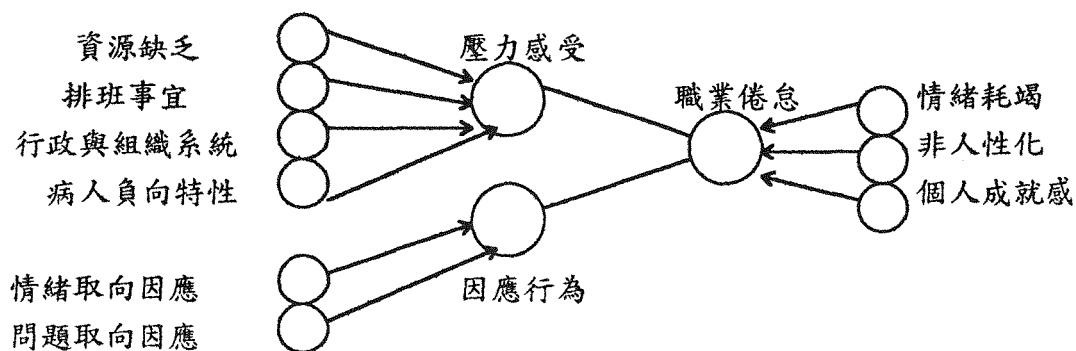 資源缺乏
排班事宜
行政與組織系統
病人負向特性
情緒取向因應
問題取向因應
壓力感受
因應行為
職業倦怠
情緒耗竭
非人性化
個人成就感